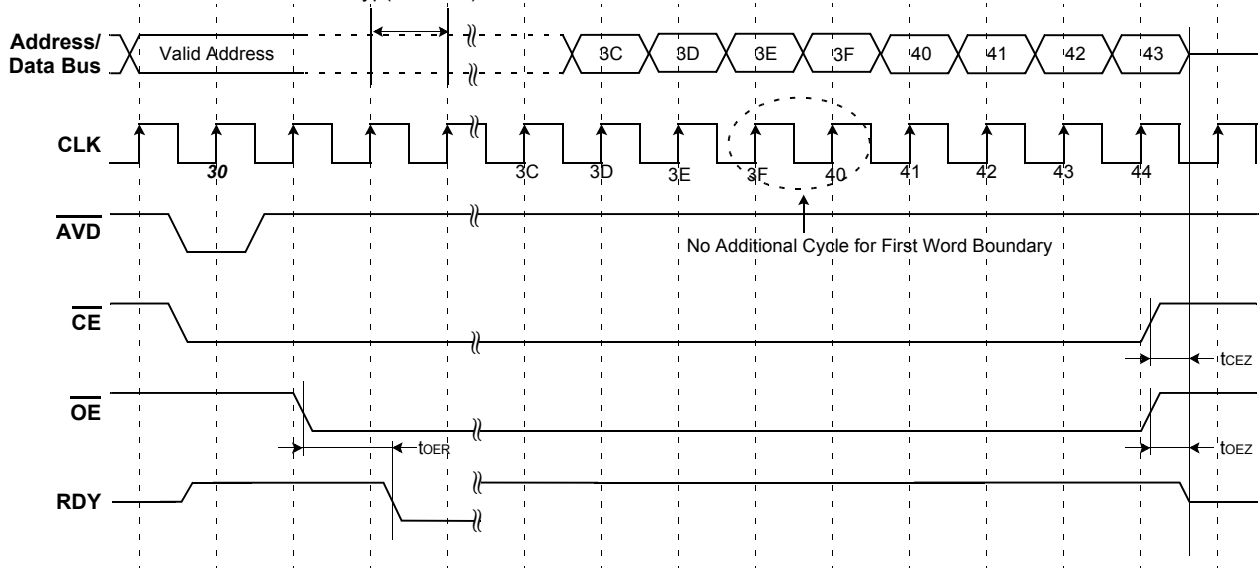 Address/ Data Bus
Valid Address 3C 3D 3E 3F 40 41 42 43
CLK
30 3C 3D 3E 3F 40 41 42 43 44
AVD
No Additional Cycle for First Word Boundary
CE
tCEZ
OE
tOER tOEZ
RDY